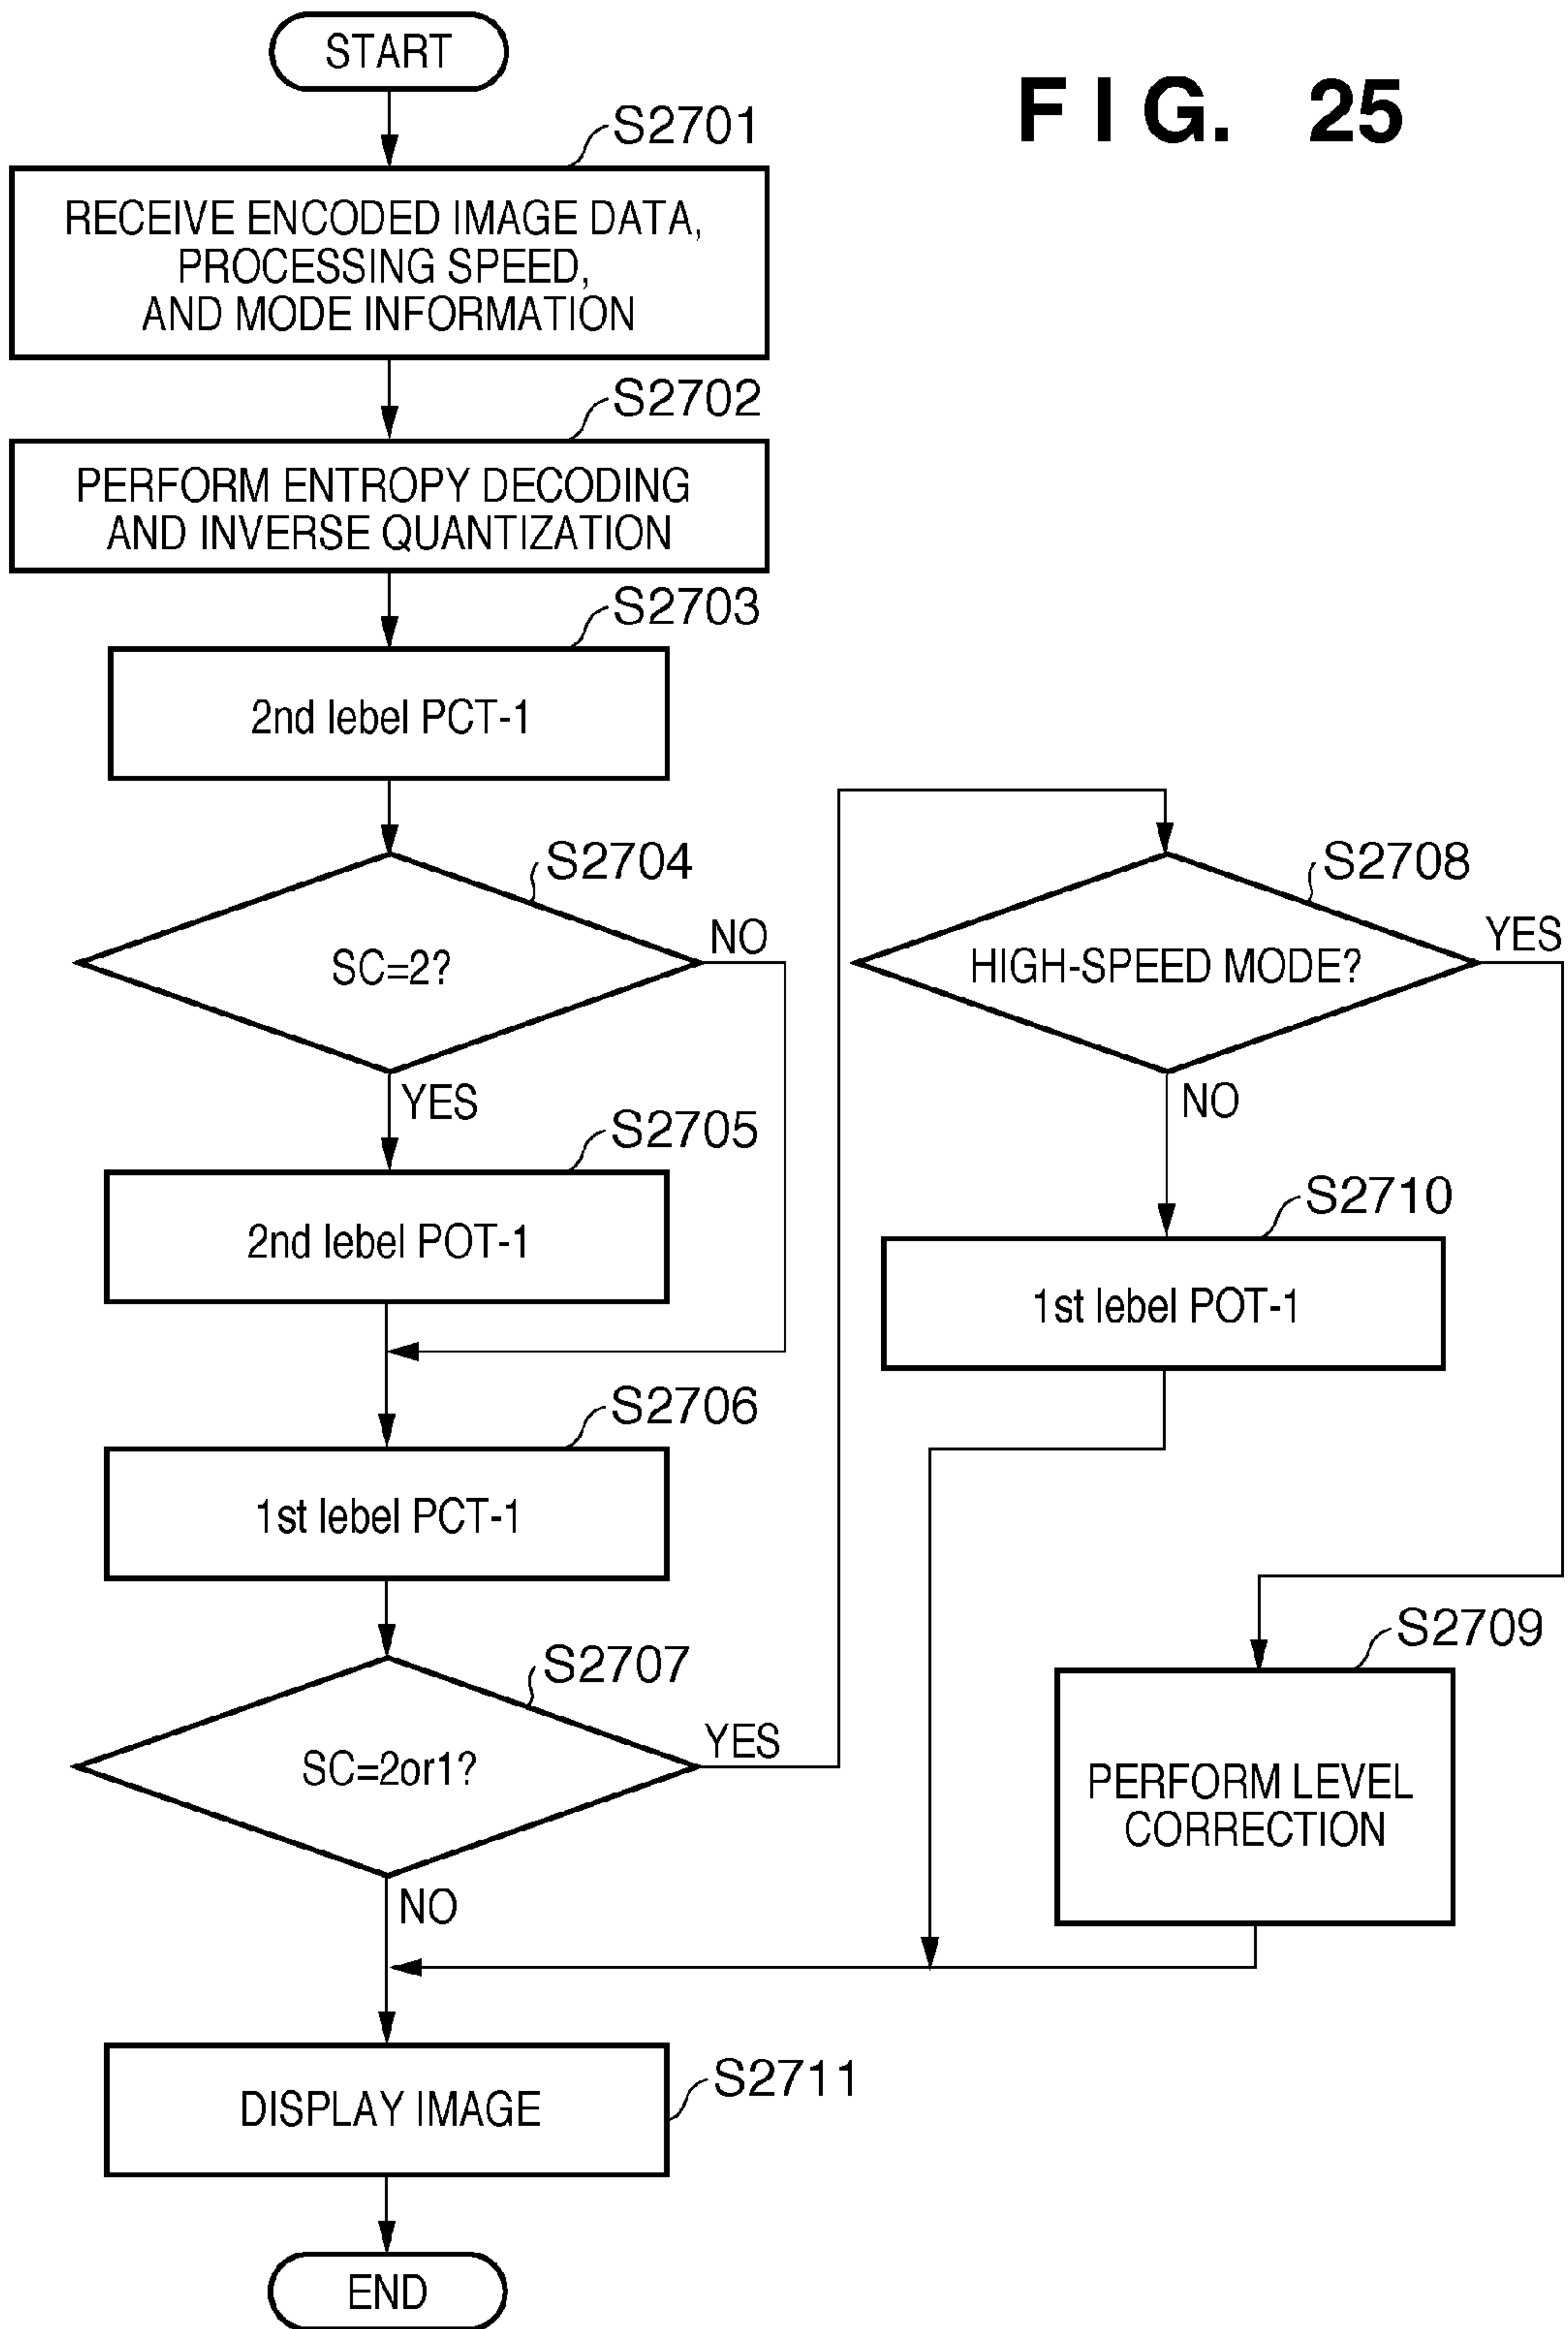 FIG. 25
START
S2701
RECEIVE ENCODED IMAGE DATA,
PROCESSING SPEED,
AND MODE INFORMATION
S2702
PERFORM ENTROPY DECODING
AND INVERSE QUANTIZATION
S2703
2nd lebel PCT-1
S2704
SC=2?
NO
YES
S2705
2nd lebel POT-1
S2706
1st lebel PCT-1
S2707
SC=2or1?
YES
NO
S2708
HIGH-SPEED MODE?
YES
NO
S2710
1st lebel POT-1
S2709
PERFORM LEVEL
CORRECTION
S2711
DISPLAY IMAGE
END